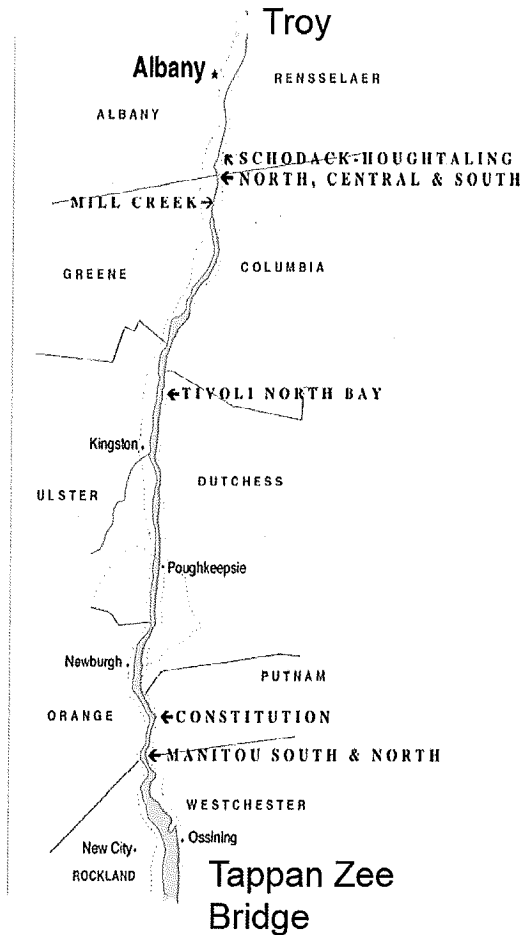 Troy
Albany
RENSSELAER
ALBANY
SCHODACK-HOUGHTALING
NORTH, CENTRAL & SOUTH
MILL CREEK
COLUMBIA
GREENE
TIVOLI NORTH BAY
Kingston
DUTCHESS
ULSTER
Poughkeepsie
Newburgh
PUTNAM
ORANGE
CONSTITUTION
MANITOU SOUTH & NORTH
WESTCHESTER
Ossining
New City
ROCKLAND
Tappan Zee
Bridge